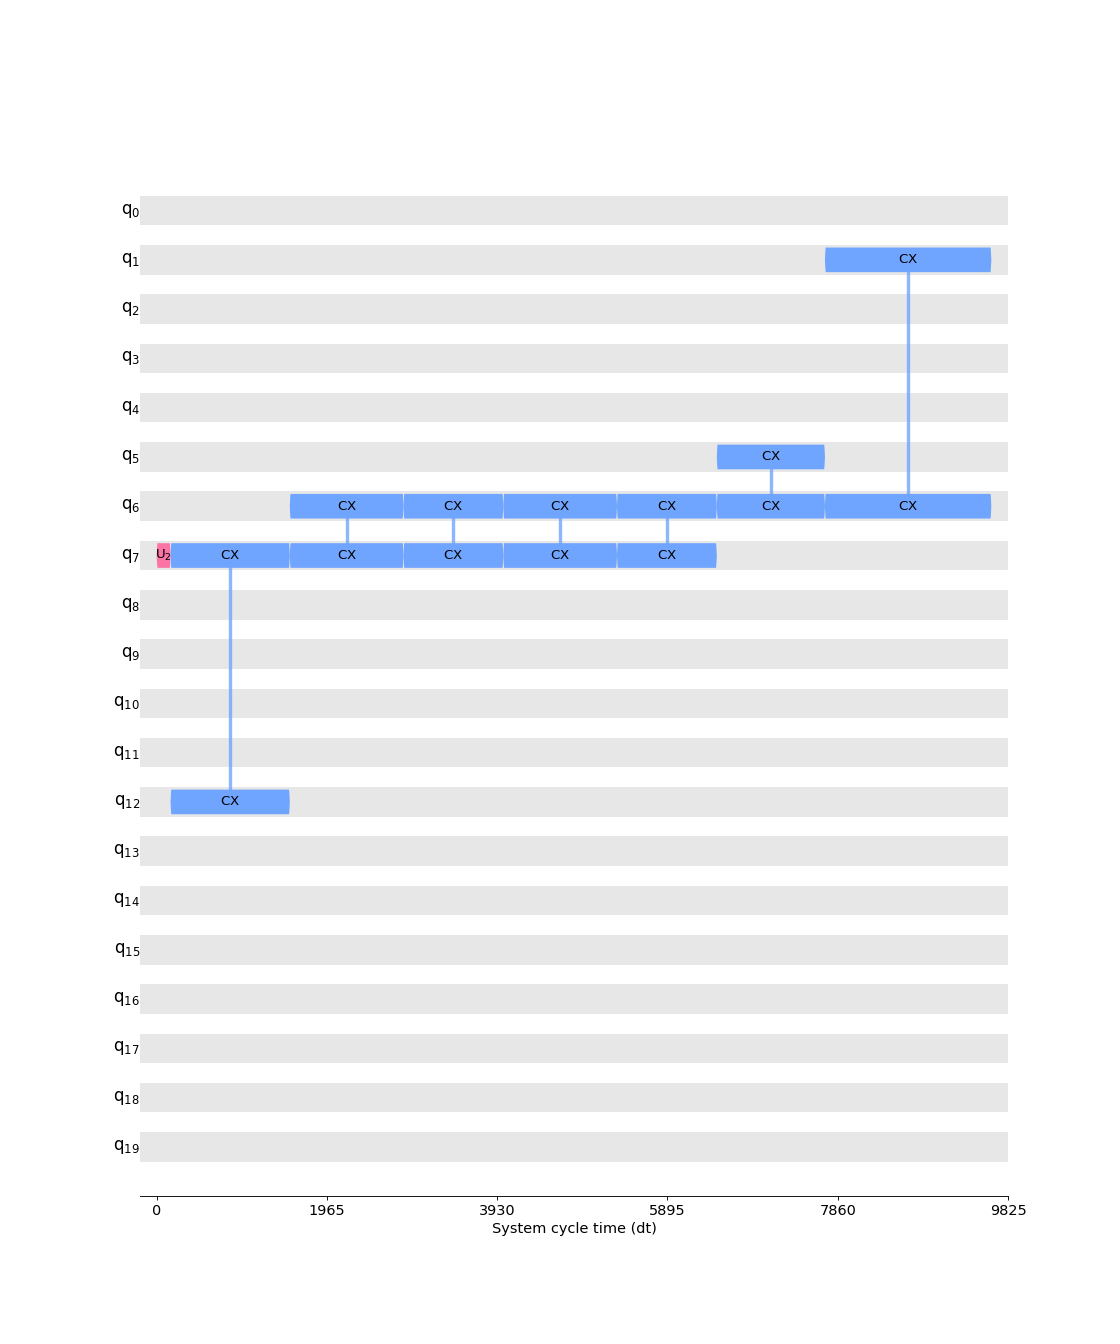 q0
q1 CX
q2
q3
q4
q5 CX
q6 CX CX CX CX CX CX
q7 U2 CX CX CX CX CX
q8
q9
q10
q11
q12 CX
q13
q14
q15
q16
q17
q18
q19
0 1965 3930 5895 7860 9825
System cycle time (dt)